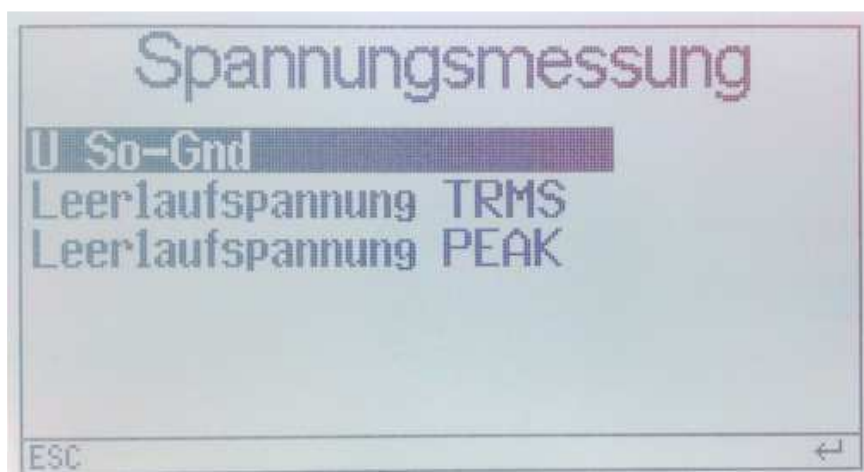 Spannungsmessung
U So-Gnd
Leerlaufspannung TRMS
Leerlaufspannung PEAK
ESC ↵